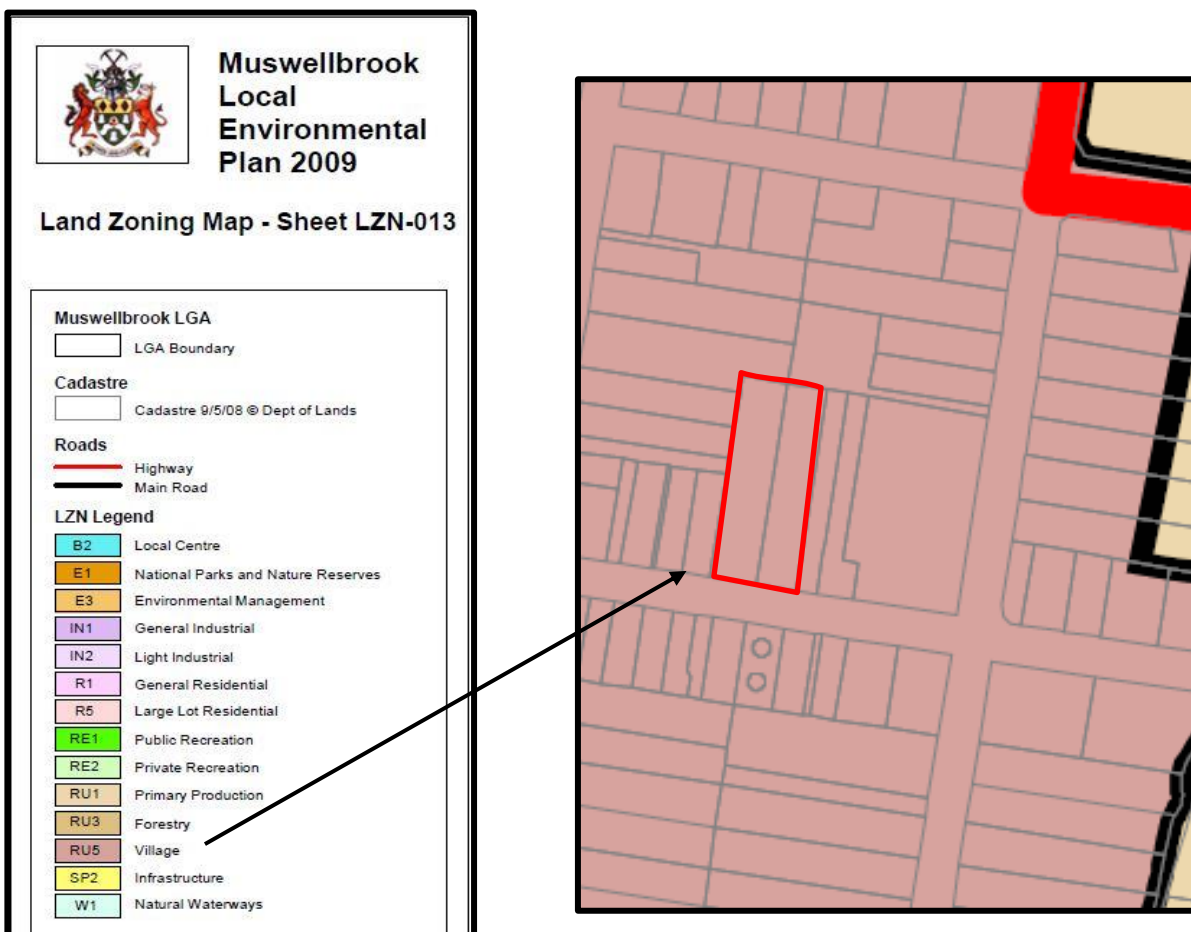 Muswellbrook
Local
Environmental
Plan 2009
Land Zoning Map - Sheet LZN-013
Muswellbrook LGA
LGA Boundary
Cadastre
Cadastre 9/5/08 © Dept of Lands
Roads
Highway
Main Road
LZN Legend
B2 Local Centre
E1 National Parks and Nature Reserves
E3 Environmental Management
IN1 General Industrial
IN2 Light Industrial
R1 General Residential
R5 Large Lot Residential
RE1 Public Recreation
RE2 Private Recreation
RU1 Primary Production
RU3 Forestry
RU5 Village
SP2 Infrastructure
W1 Natural Waterways